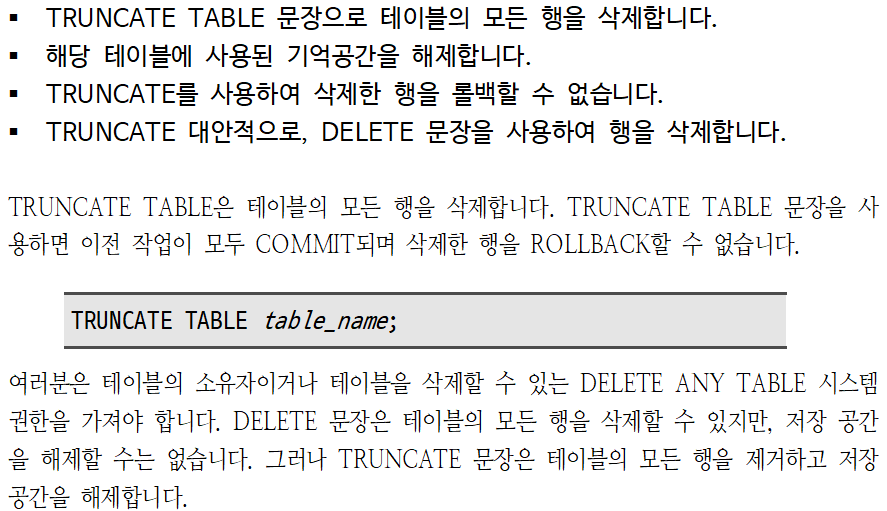 ▪ TRUNCATE TABLE 문장으로 테이블의 모든 행을 삭제합니다.
▪ 해당 테이블에 사용된 기억공간을 해제합니다.
▪ TRUNCATE를 사용하여 삭제한 행을 롤백할 수 없습니다.
▪ TRUNCATE 대안적으로, DELETE 문장을 사용하여 행을 삭제합니다.
TRUNCATE TABLE은 테이블의 모든 행을 삭제합니다. TRUNCATE TABLE 문장을 사
용하면 이전 작업이 모두 COMMIT되며 삭제한 행을 ROLLBACK할 수 없습니다.
TRUNCATE TABLE table_name;
여러분은 테이블의 소유자이거나 테이블을 삭제할 수 있는 DELETE ANY TABLE 시스템
권한을 가져야 합니다. DELETE 문장은 테이블의 모든 행을 삭제할 수 있지만, 저장 공간
을 해제할 수는 없습니다. 그러나 TRUNCATE 문장은 테이블의 모든 행을 제거하고 저장
공간을 해제합니다.